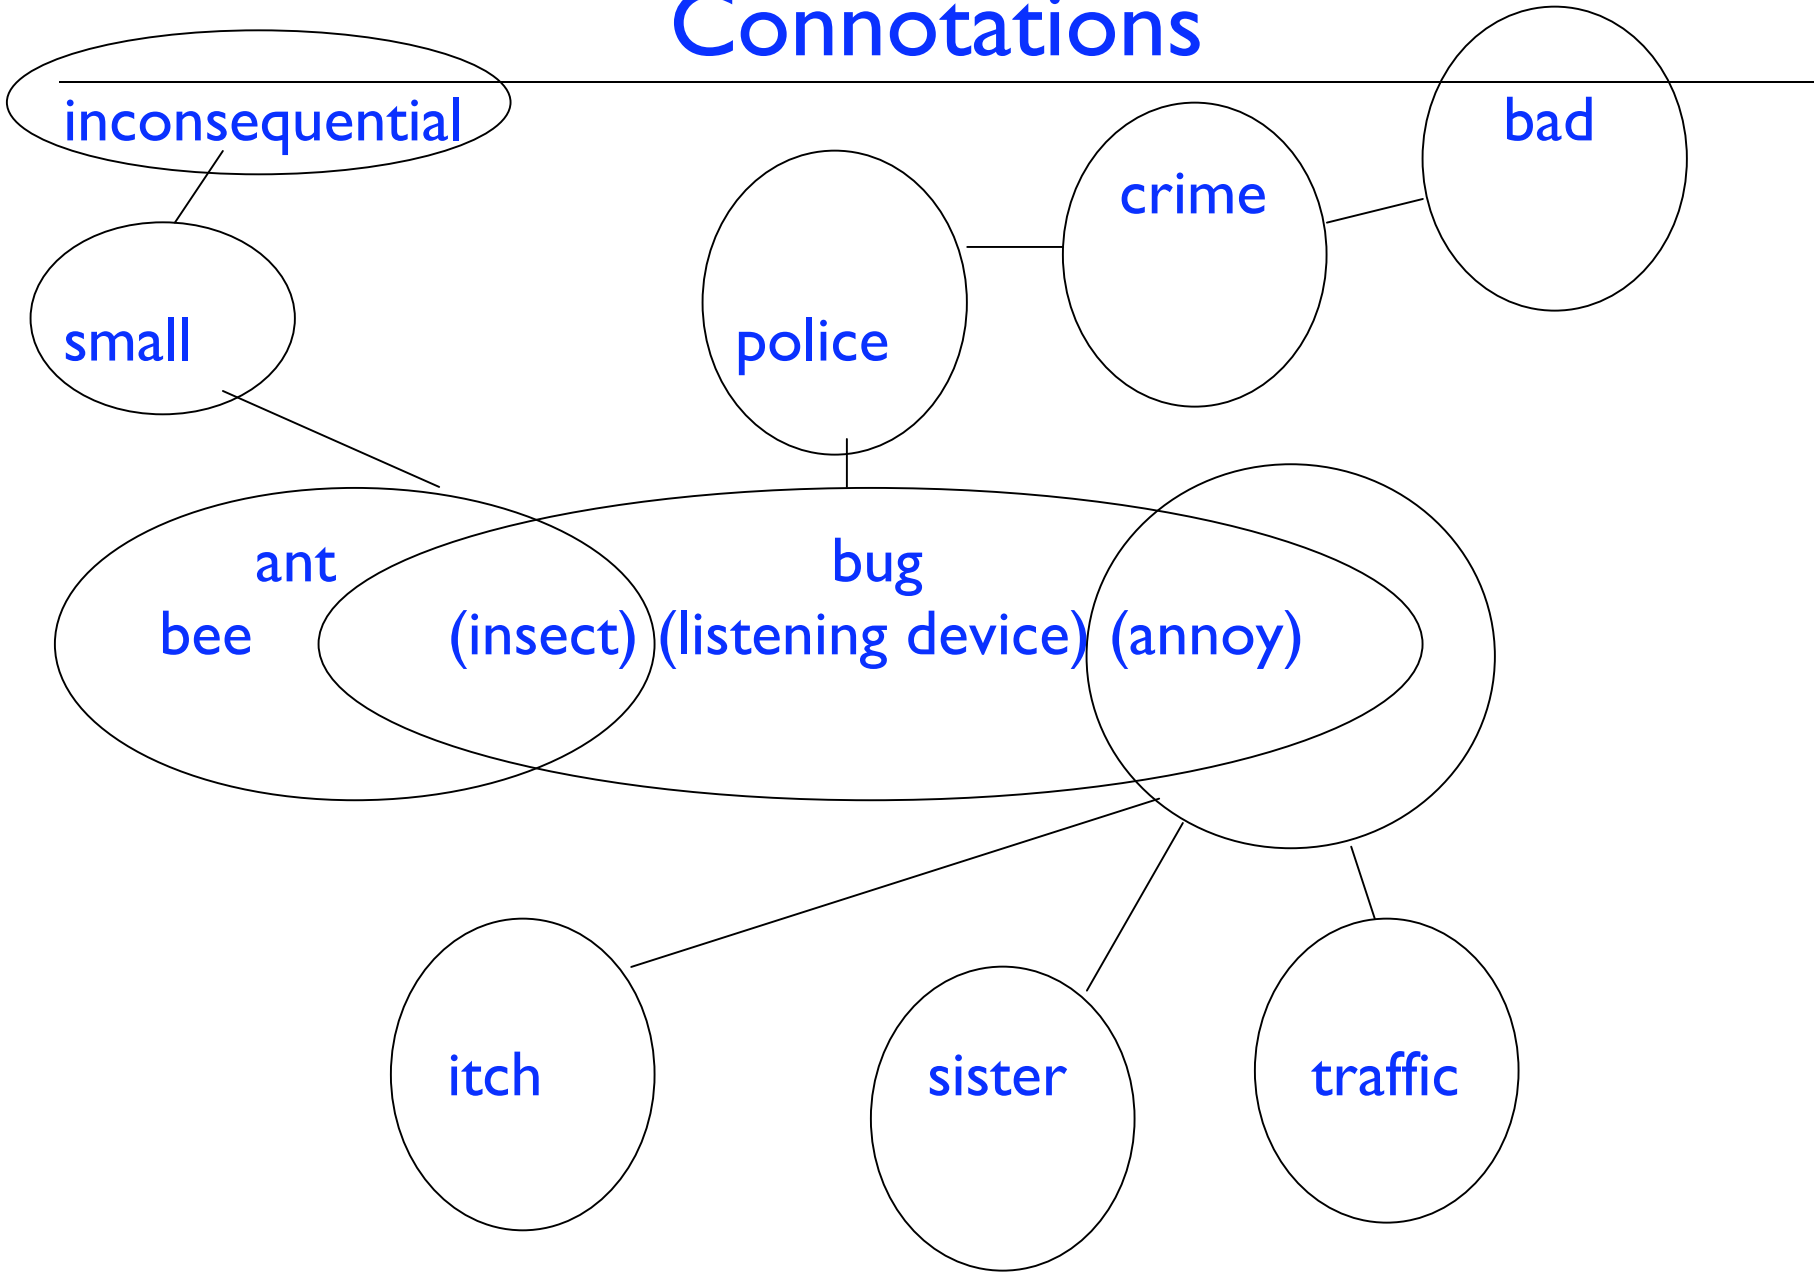 Connotations
inconsequential
bad
crime
small
police
ant
bug
bee
(insect) (listening device) (annoy)
itch
sister
traffic